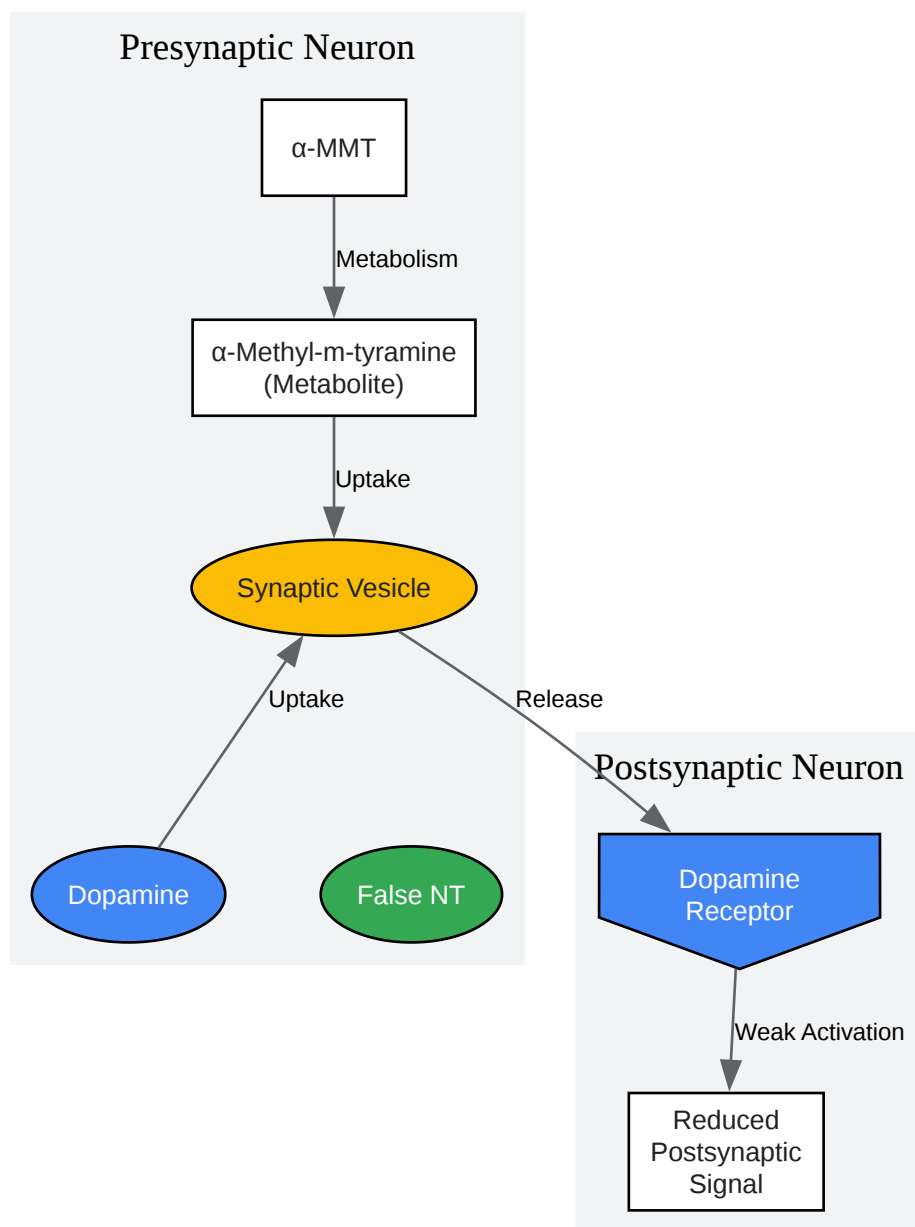 Presynaptic Neuron
α-MMT
Metabolism
α-Methyl-m-tyramine
(Metabolite)
Uptake
Synaptic Vesicle
Uptake
Release
Dopamine
False NT
Postsynaptic Neuron
Dopamine
Receptor
Weak Activation
Reduced
Postsynaptic
Signal